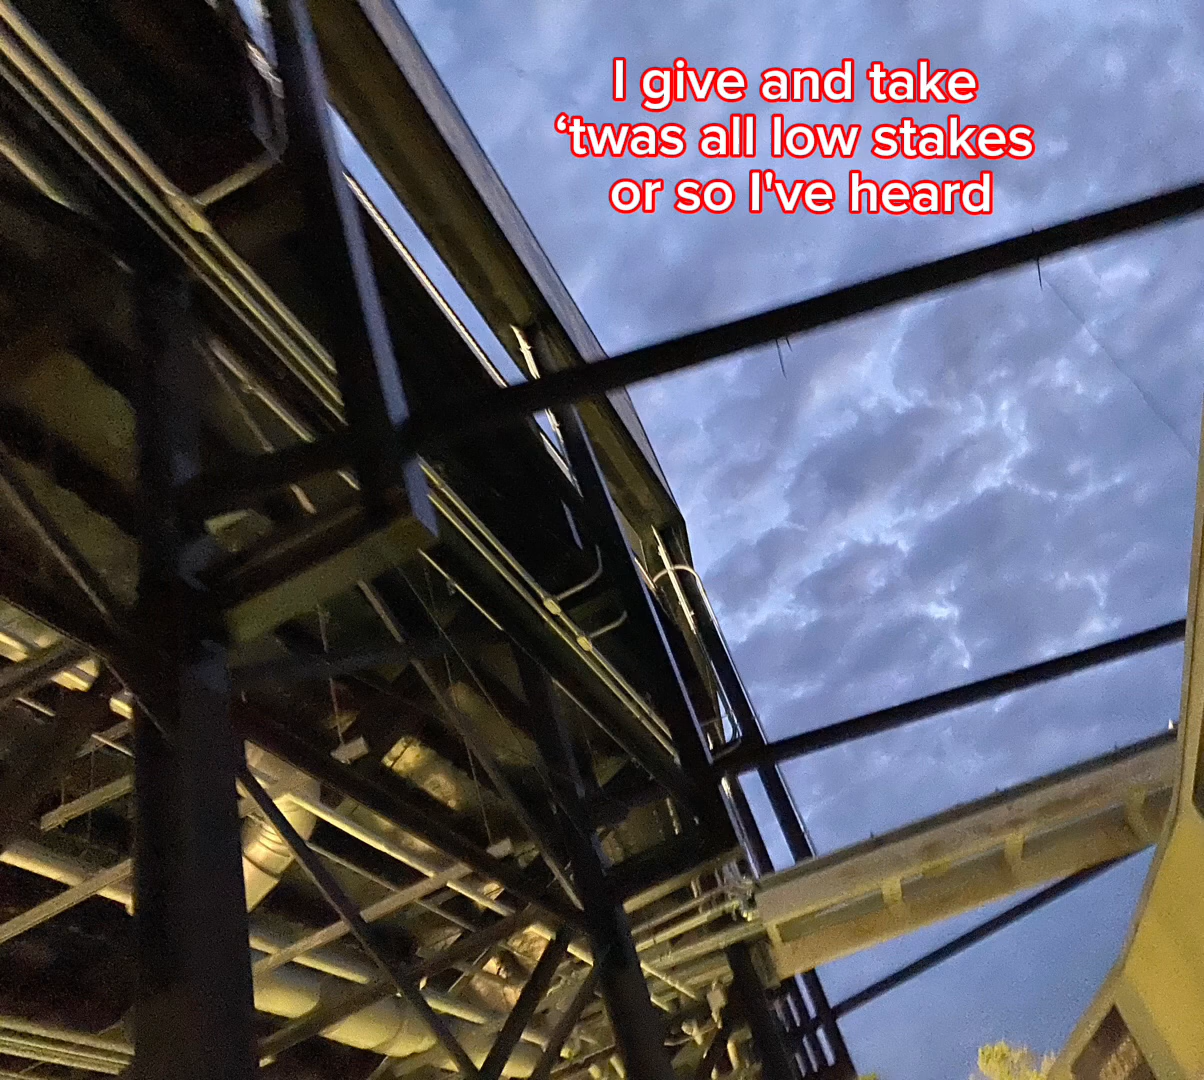 I give and take
‘twas all low stakes
or so I've heard